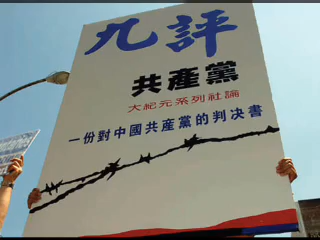 九評
共產黨
大紀元系列社論
一份對中國共產黨的判决書